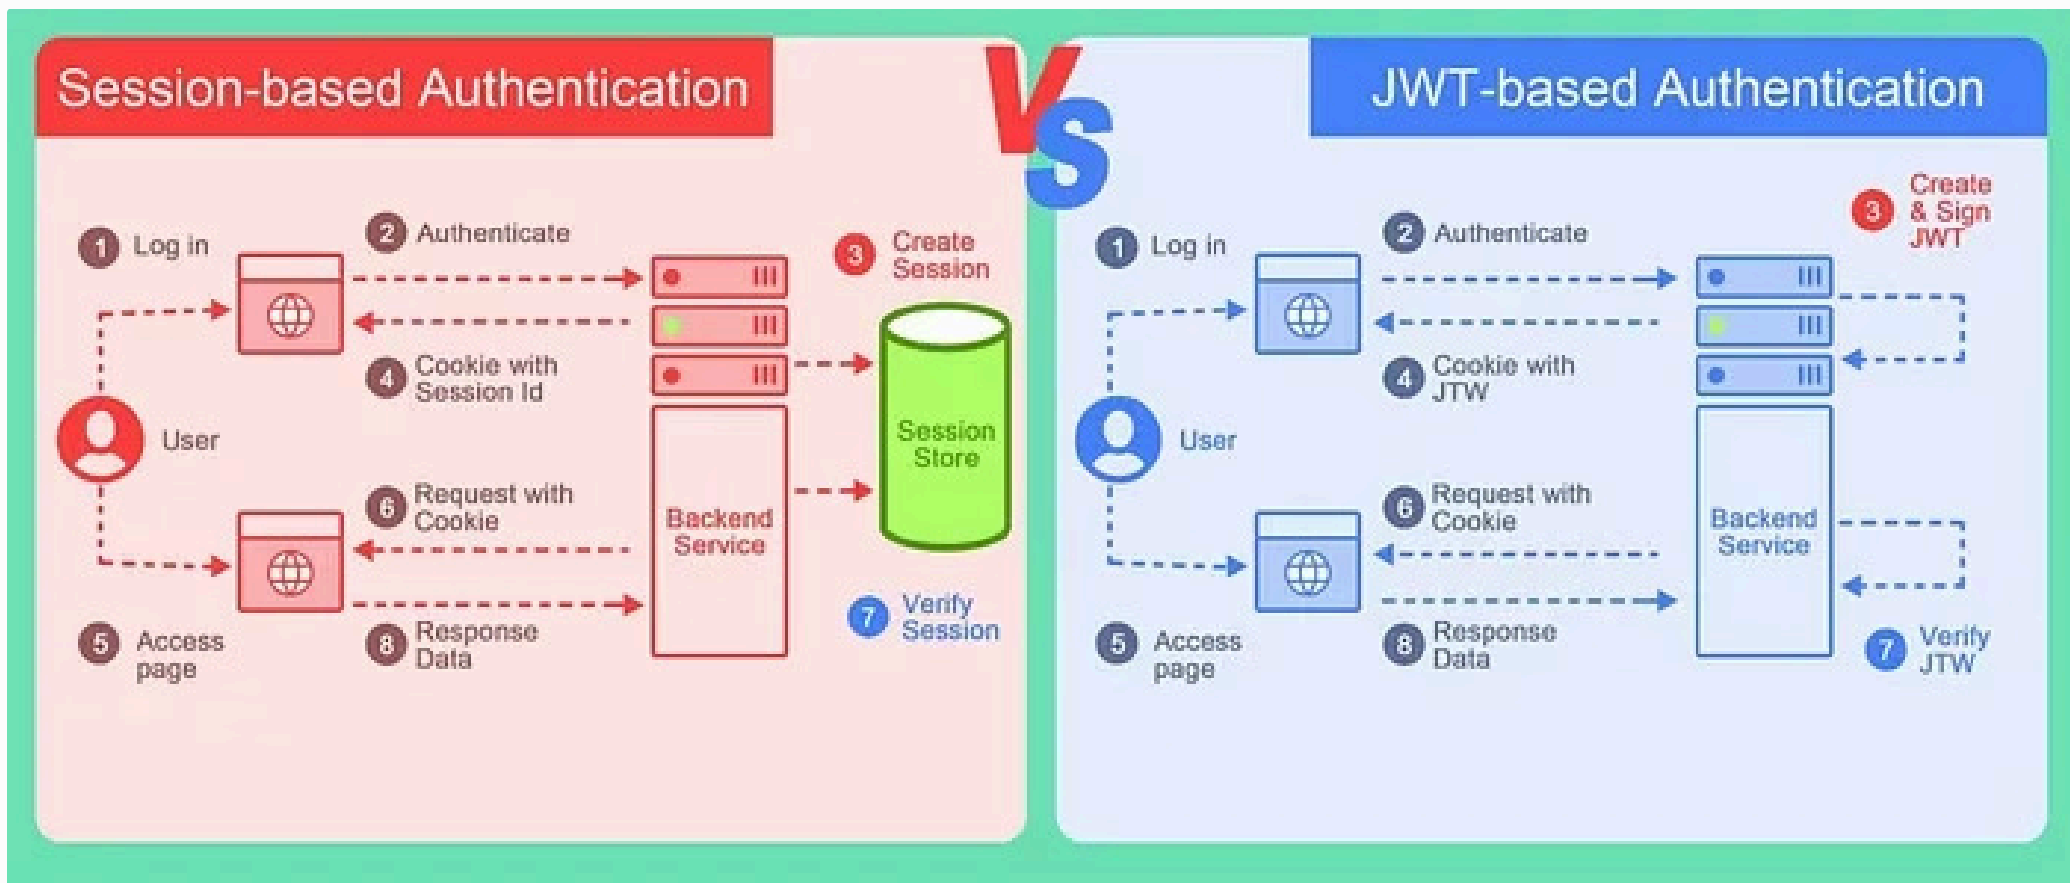 Session-based Authentication
VS
JWT-based Authentication
1 Log in
2 Authenticate
3 Create
Session
4 Cookie with
Session Id
User
Session
Store
6 Request with
Cookie
Backend
Service
5 Access
page
8 Response
Data
7 Verify
Session
1 Log in
2 Authenticate
3 Create
& Sign
JWT
4 Cookie with
JTW
User
6 Request with
Cookie
Backend
Service
5 Access
page
8 Response
Data
7 Verify
JTW